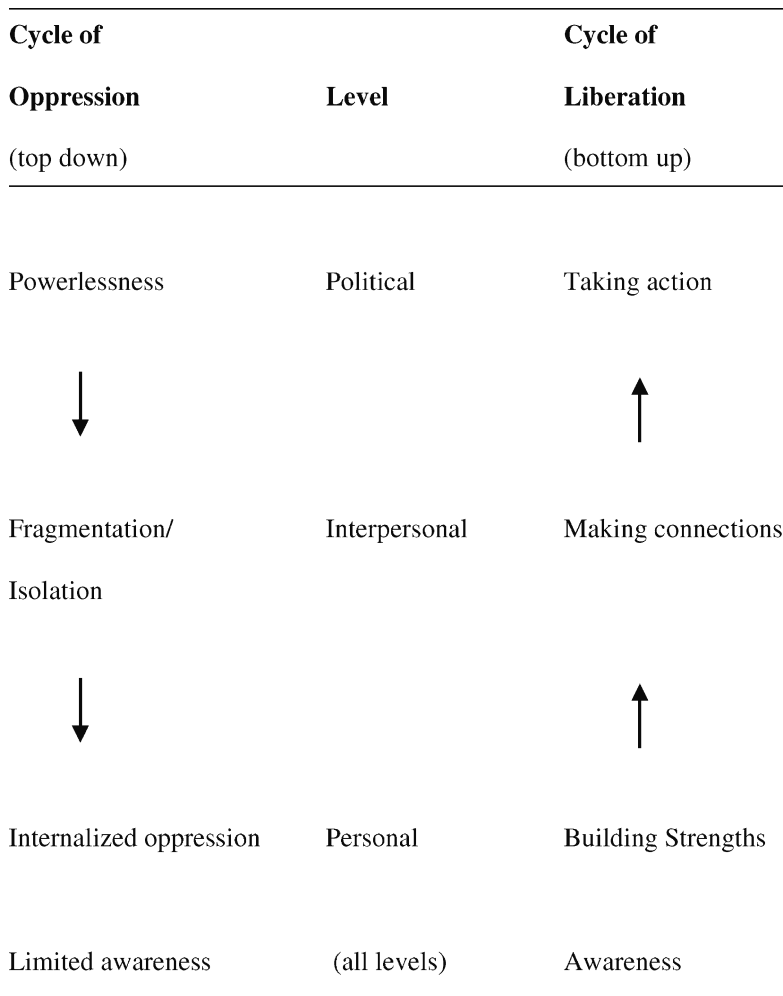 Cycle of Cycle of
Oppression Level Liberation
(top down) (bottom up)
Powerlessness Political Taking action
Fragmentation/ Interpersonal Making connections
Isolation
Internalized oppression Personal Building Strengths
Limited awareness (all levels) Awareness